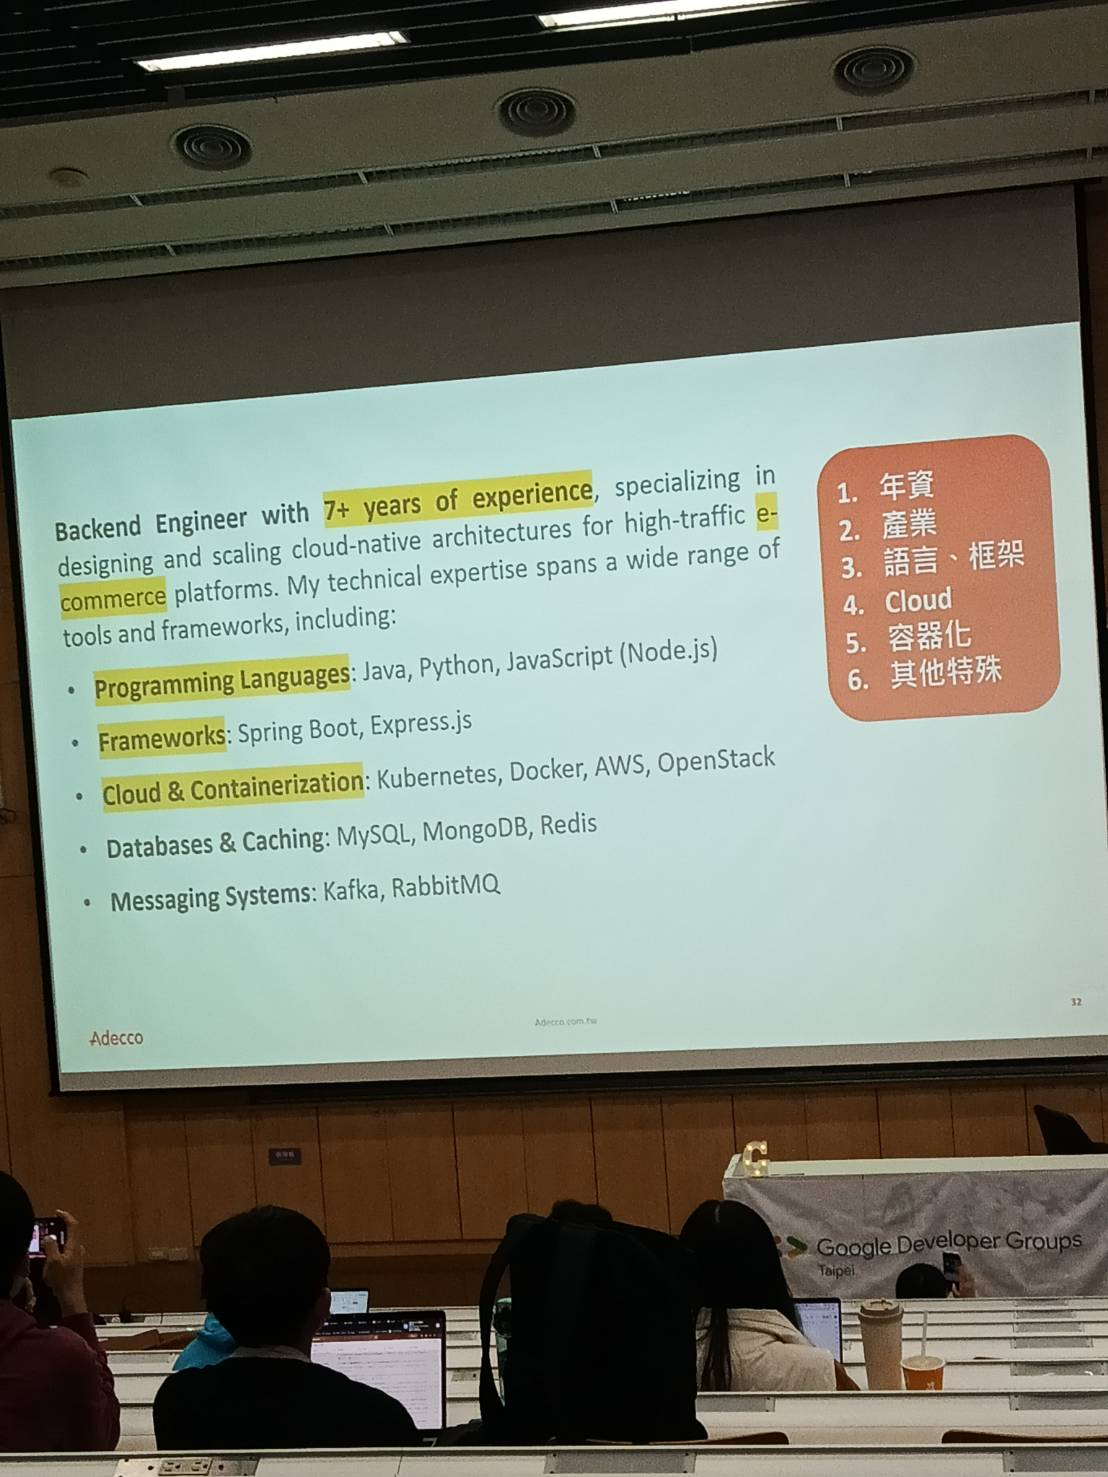 Backend Engineer with 7+ years of experience, specializing in
designing and scaling cloud-native architectures for high-traffic e-
commerce platforms. My technical expertise spans a wide range of
tools and frameworks, including:
• Programming Languages: Java, Python, JavaScript (Node.js)
• Frameworks: Spring Boot, Express.js
• Cloud & Containerization: Kubernetes, Docker, AWS, OpenStack
• Databases & Caching: MySQL, MongoDB, Redis
• Messaging Systems: Kafka, RabbitMQ
1. 年資
2. 產業
3. 語言、框架
4. Cloud
5. 容器化
6. 其他特殊
32
Adecco.com.tw
Adecco
G
Google Developer Groups
Taipei